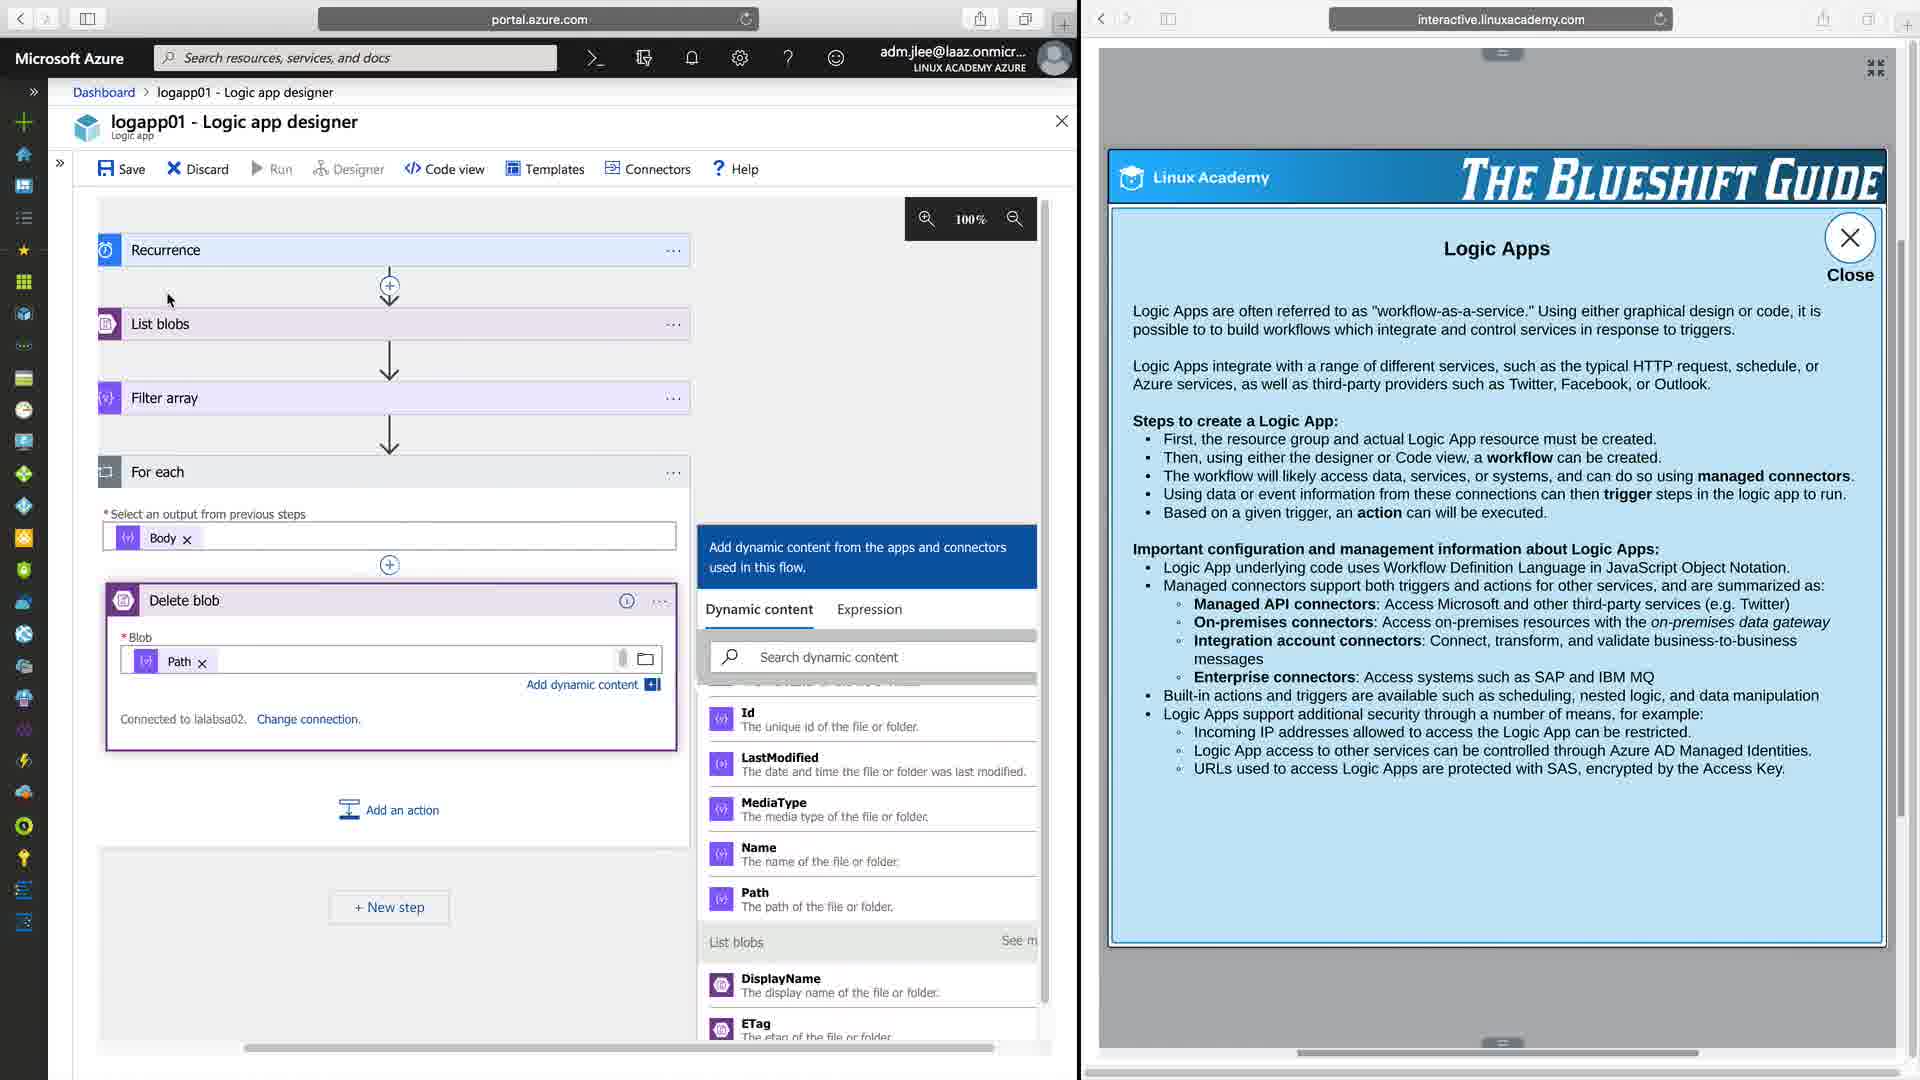 portal.azure.com
Microsoft Azure
Search resources, services, and docs
adm.jlee@laaz.onmicr...
LINUX ACADEMY AZURE
Dashboard > logapp01 - Logic app designer
logapp01 - Logic app designer
Logic app
Save Discard Run Designer Code view Templates Connectors Help
100%
Recurrence
List blobs
Filter array
For each
* Select an output from previous steps
Body
Delete blob
* Blob
Path
Add dynamic content
Connected to lalabsa02. Change connection.
Add an action
+ New step
Add dynamic content from the apps and connectors
used in this flow.
Dynamic content Expression
Search dynamic content
Id
The unique id of the file or folder.
LastModified
The date and time the file or folder was last modified.
MediaType
The media type of the file or folder.
Name
The name of the file or folder.
Path
The path of the file or folder.
List blobs See m
DisplayName
The display name of the file or folder.
ETag
The etag of the file or folder.
interactive.linuxacademy.com
Linux Academy
THE BLUESHIFT GUIDE
Logic Apps
Close
Logic Apps are often referred to as "workflow-as-a-service." Using either graphical design or code, it is
possible to to build workflows which integrate and control services in response to triggers.
Logic Apps integrate with a range of different services, such as the typical HTTP request, schedule, or
Azure services, as well as third-party providers such as Twitter, Facebook, or Outlook.
Steps to create a Logic App:
• First, the resource group and actual Logic App resource must be created.
• Then, using either the designer or Code view, a workflow can be created.
• The workflow will likely access data, services, or systems, and can do so using managed connectors.
• Using data or event information from these connections can then trigger steps in the logic app to run.
• Based on a given trigger, an action can will be executed.
Important configuration and management information about Logic Apps:
• Logic App underlying code uses Workflow Definition Language in JavaScript Object Notation.
• Managed connectors support both triggers and actions for other services, and are summarized as:
◦ Managed API connectors: Access Microsoft and other third-party services (e.g. Twitter)
◦ On-premises connectors: Access on-premises resources with the on-premises data gateway
◦ Integration account connectors: Connect, transform, and validate business-to-business
messages
◦ Enterprise connectors: Access systems such as SAP and IBM MQ
• Built-in actions and triggers are available such as scheduling, nested logic, and data manipulation
• Logic Apps support additional security through a number of means, for example:
◦ Incoming IP addresses allowed to access the Logic App can be restricted.
◦ Logic App access to other services can be controlled through Azure AD Managed Identities.
◦ URLs used to access Logic Apps are protected with SAS, encrypted by the Access Key.